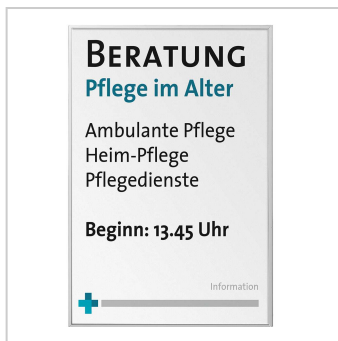 BERATUNG
Pflege im Alter
Ambulante Pflege
Heim-Pflege
Pflegedienste
Beginn: 13.45 Uhr
Information